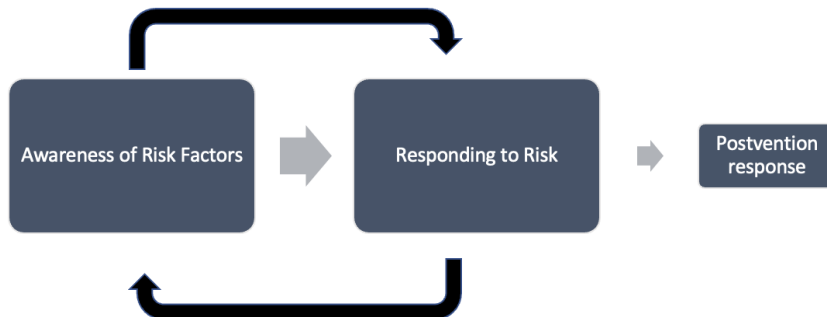 Awareness of Risk Factors
Responding to Risk
Postvention
response